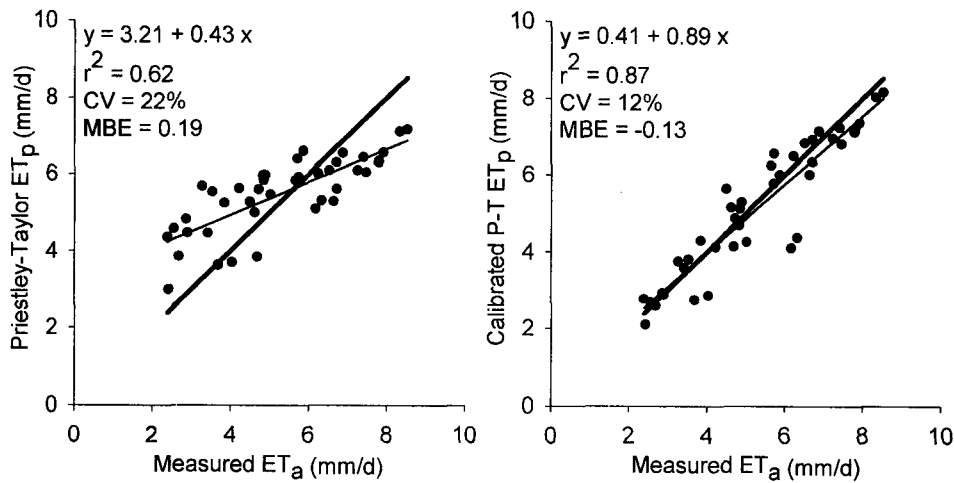 y = 3.21 + 0.43 x
r² = 0.62
CV = 22%
MBE = 0.19
Priestley-Taylor ETp (mm/d)
10
8
6
4
2
0
0 2 4 6 8 10
Measured ETa (mm/d)
y = 0.41 + 0.89 x
r² = 0.87
CV = 12%
MBE = -0.13
Calibrated P-T ETp (mm/d)
10
8
6
4
2
0
0 2 4 6 8 10
Measured ETa (mm/d)